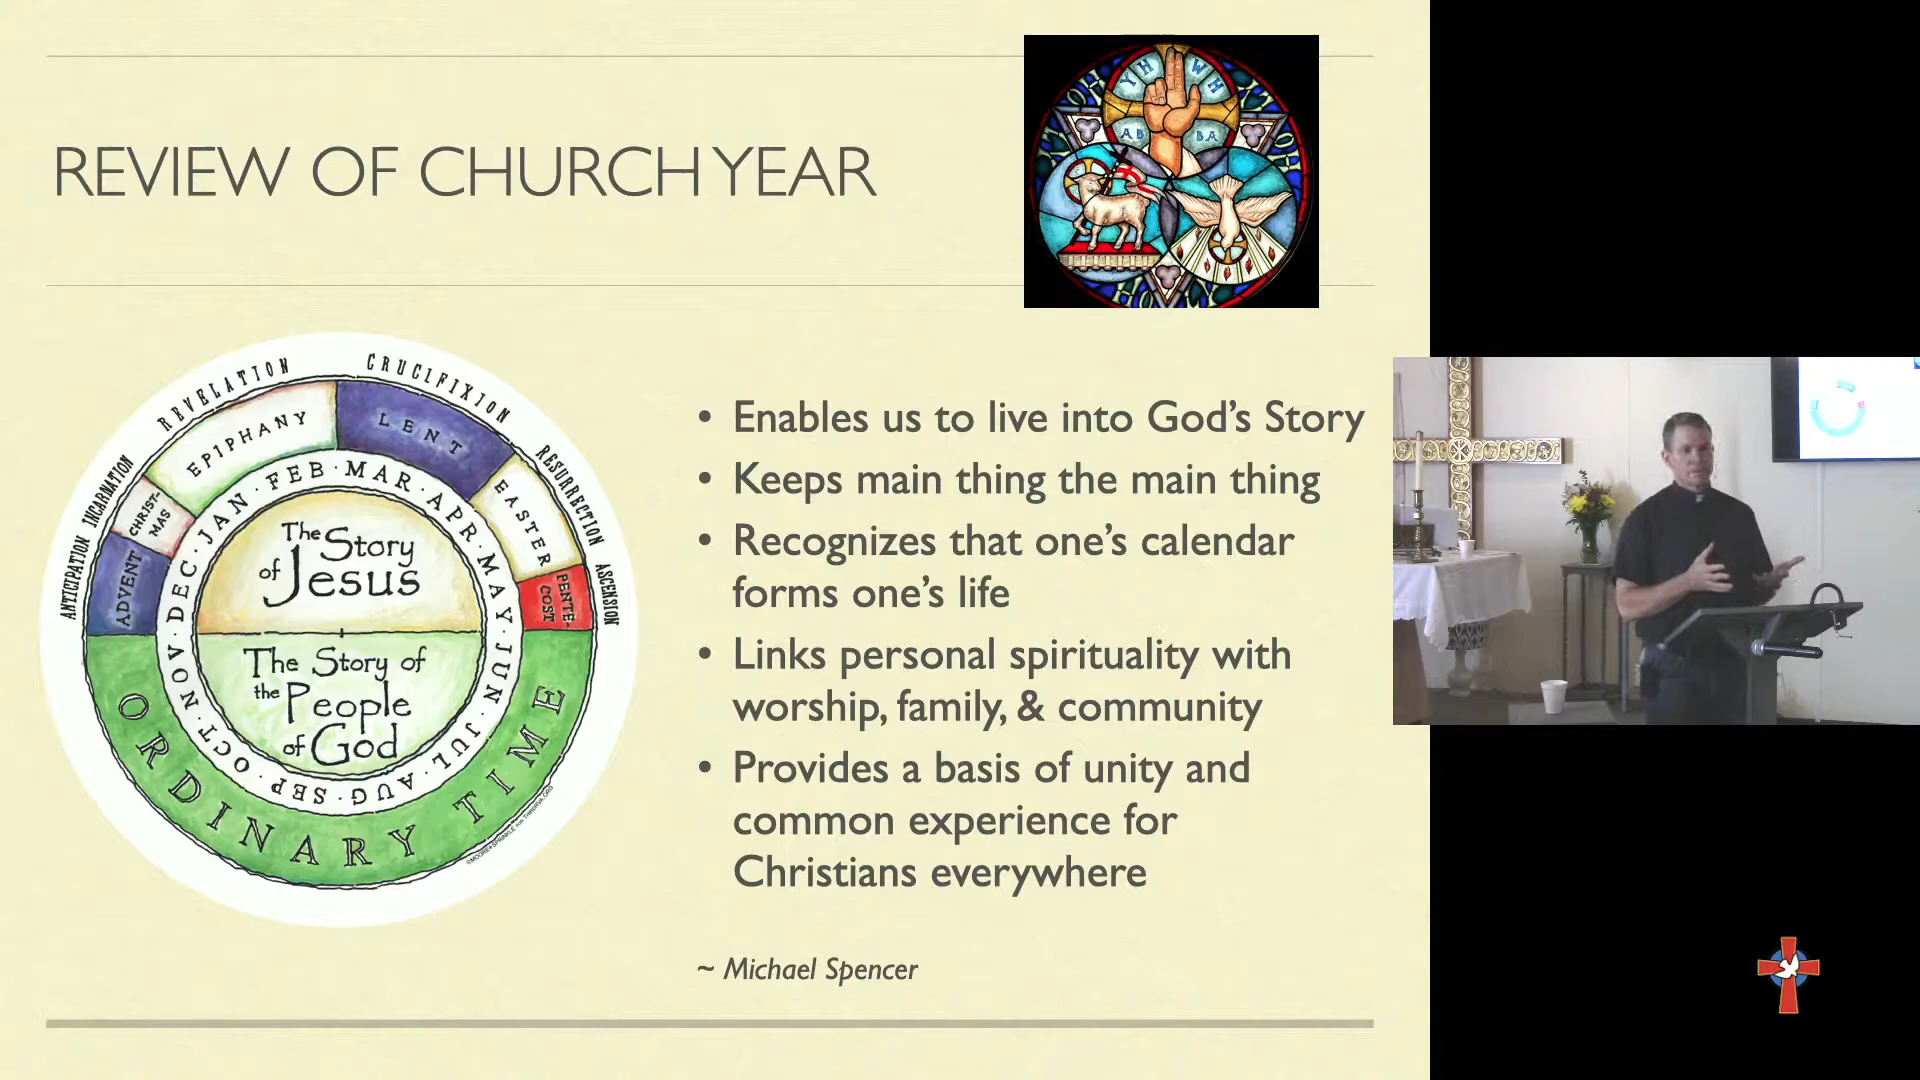 REVIEW OF CHURCH YEAR
YH WH
ABBA
REVELATION
CRUCIFIXION
RESURRECTION
ASCENSION
ANTICIPATION
INCARNATION
EPIPHANY
LENT
EASTER
PENTE-
COST
CHRIST-
MAS
ADVENT
ORDINARY TIME
JAN · FEB · MAR · APR · MAY · JUN · JUL · AUG · SEP · OCT · NOV · DEC ·
The Story
of Jesus
The Story of
the People
of God
• Enables us to live into God’s Story
• Keeps main thing the main thing
• Recognizes that one’s calendar
forms one’s life
• Links personal spirituality with
worship, family, & community
• Provides a basis of unity and
common experience for
Christians everywhere
~ Michael Spencer